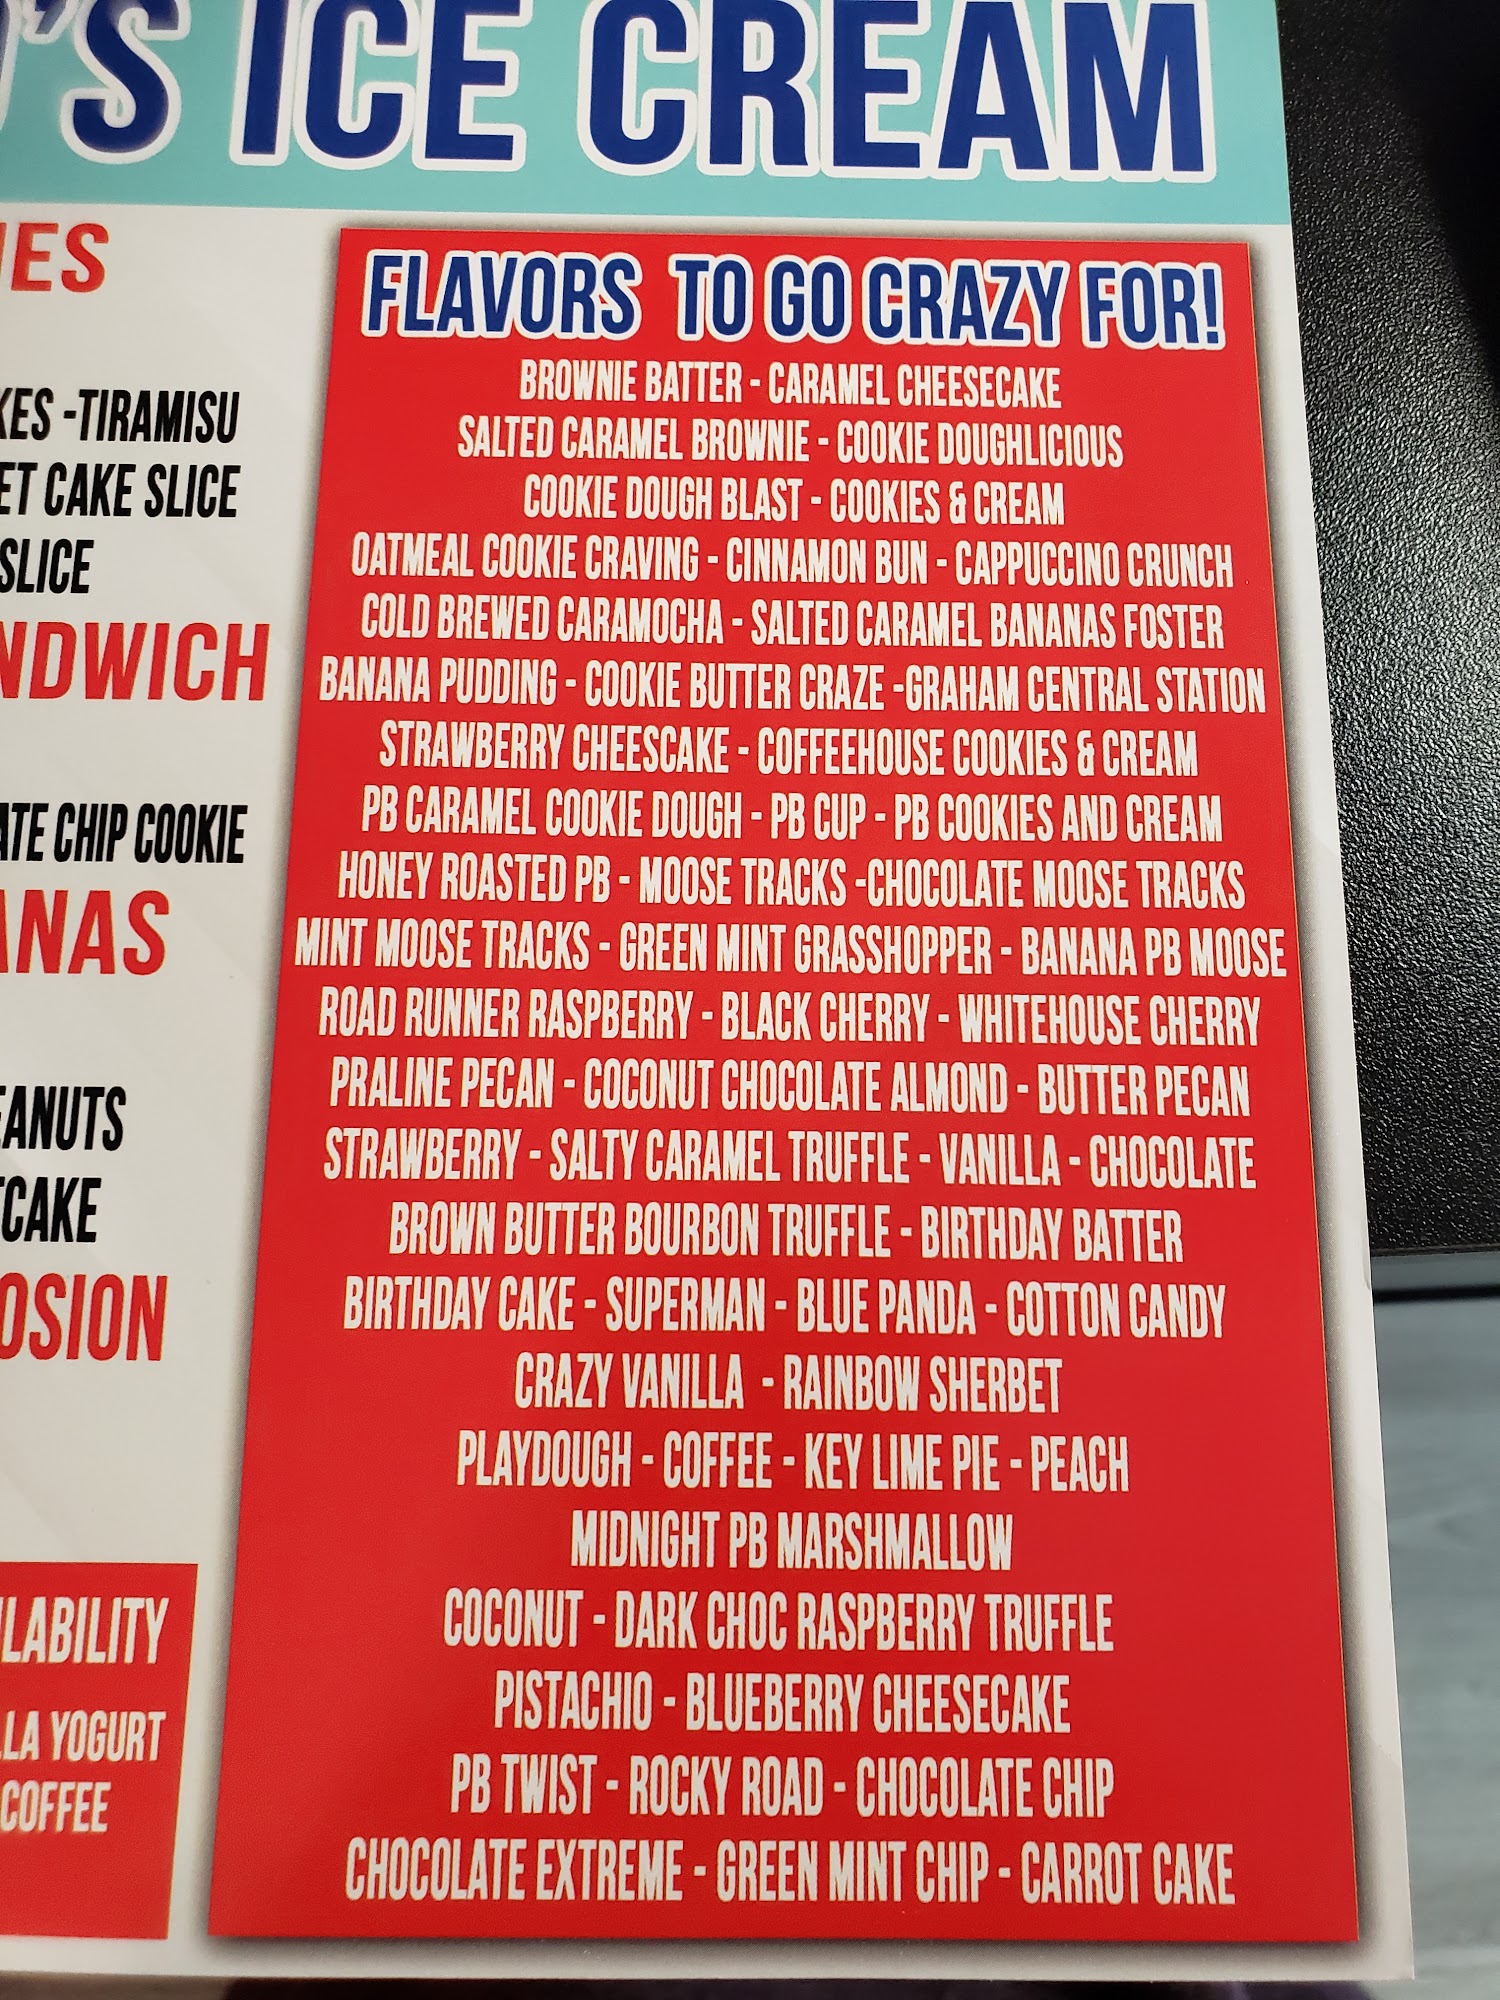 'S ICE CREAM
IES
KES -TIRAMISU
ET CAKE SLICE
SLICE
NDWICH
ATE CHIP COOKIE
ANAS
EANUTS
CAKE
OSION
LABILITY
LLA YOGURT
COFFEE
FLAVORS TO GO CRAZY FOR!
BROWNIE BATTER - CARAMEL CHEESECAKE
SALTED CARAMEL BROWNIE - COOKIE DOUGHLICIOUS
COOKIE DOUGH BLAST - COOKIES & CREAM
OATMEAL COOKIE CRAVING - CINNAMON BUN - CAPPUCCINO CRUNCH
COLD BREWED CARAMOCHA - SALTED CARAMEL BANANAS FOSTER
BANANA PUDDING - COOKIE BUTTER CRAZE -GRAHAM CENTRAL STATION
STRAWBERRY CHEESCAKE - COFFEEHOUSE COOKIES & CREAM
PB CARAMEL COOKIE DOUGH - PB CUP - PB COOKIES AND CREAM
HONEY ROASTED PB - MOOSE TRACKS -CHOCOLATE MOOSE TRACKS
MINT MOOSE TRACKS - GREEN MINT GRASSHOPPER - BANANA PB MOOSE
ROAD RUNNER RASPBERRY - BLACK CHERRY - WHITEHOUSE CHERRY
PRALINE PECAN - COCONUT CHOCOLATE ALMOND - BUTTER PECAN
STRAWBERRY - SALTY CARAMEL TRUFFLE - VANILLA - CHOCOLATE
BROWN BUTTER BOURBON TRUFFLE - BIRTHDAY BATTER
BIRTHDAY CAKE - SUPERMAN - BLUE PANDA - COTTON CANDY
CRAZY VANILLA - RAINBOW SHERBET
PLAYDOUGH - COFFEE - KEY LIME PIE - PEACH
MIDNIGHT PB MARSHMALLOW
COCONUT - DARK CHOC RASPBERRY TRUFFLE
PISTACHIO - BLUEBERRY CHEESECAKE
PB TWIST - ROCKY ROAD - CHOCOLATE CHIP
CHOCOLATE EXTREME - GREEN MINT CHIP - CARROT CAKE